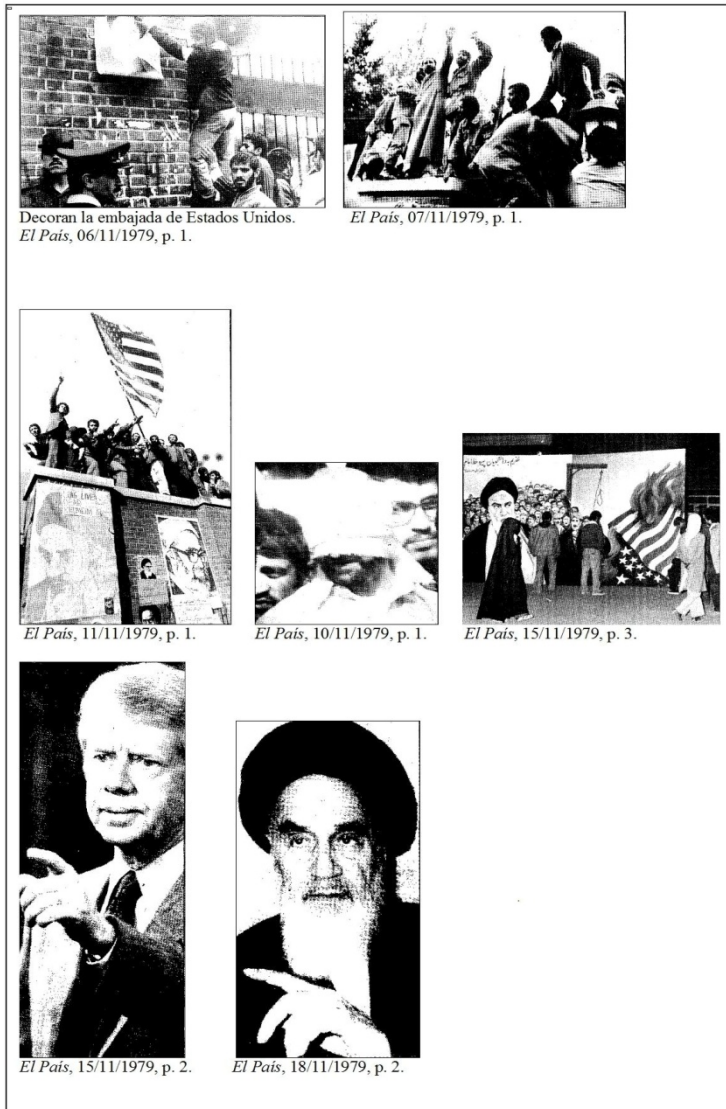 Decoran la embajada de Estados Unidos.
El País, 06/11/1979, p. 1.
El País, 07/11/1979, p. 1.
El País, 11/11/1979, p. 1.
El País, 10/11/1979, p. 1.
El País, 15/11/1979, p. 3.
El País, 15/11/1979, p. 2.
El País, 18/11/1979, p. 2.